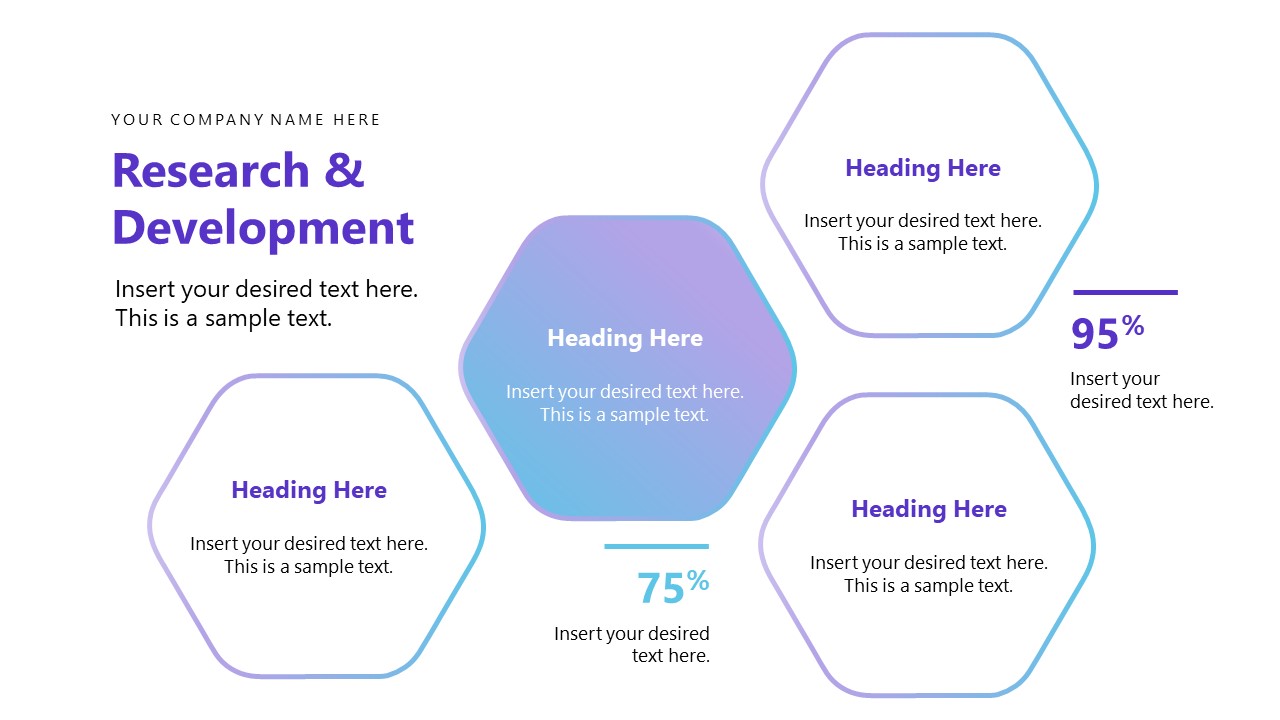 YOUR COMPANY NAME HERE
Research &
Development
Insert your desired text here.
This is a sample text.
Heading Here
Insert your desired text here.
This is a sample text.
Heading Here
Insert your desired text here.
This is a sample text.
75%
Insert your desired
text here.
Heading Here
Insert your desired text here.
This is a sample text.
95%
Insert your
desired text here.
Heading Here
Insert your desired text here.
This is a sample text.